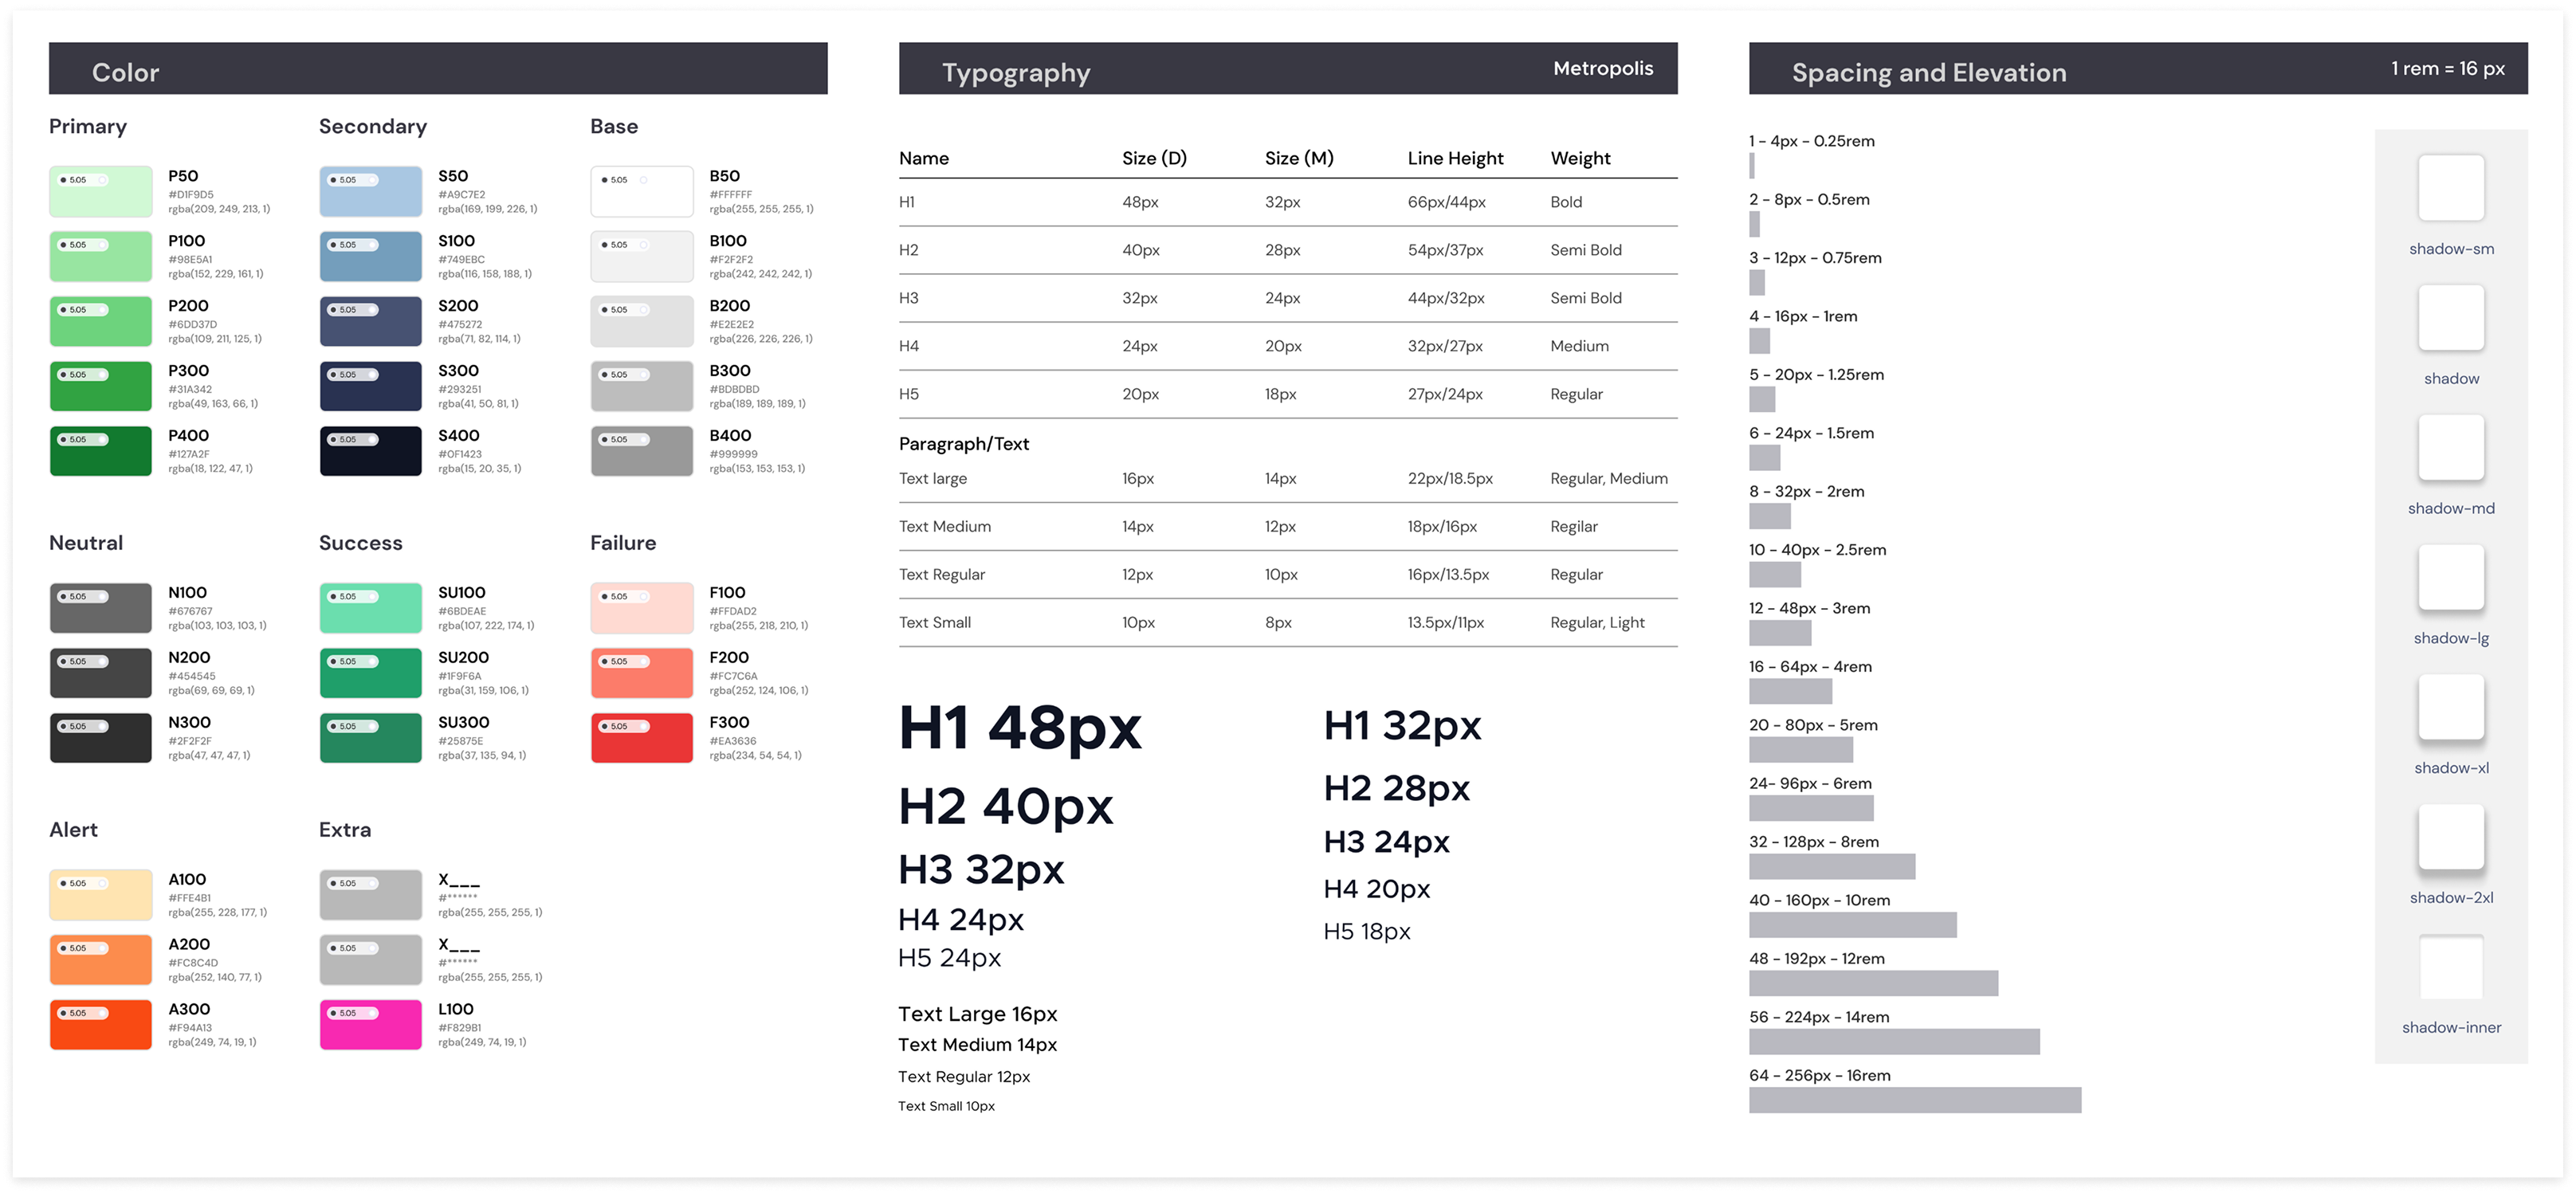 Color
Primary
Secondary
Base
5.05
P50
#D1F9D5
rgba(209, 249, 213, 1)
5.05
S50
#A9C7E2
rgba(169, 199, 226, 1)
5.05
B50
#FFFFFF
rgba(255, 255, 255, 1)
5.05
P100
#98E5A1
rgba(152, 229, 161, 1)
5.05
S100
#749EBC
rgba(116, 158, 188, 1)
5.05
B100
#F2F2F2
rgba(242, 242, 242, 1)
5.05
P200
#6DD37D
rgba(109, 211, 125, 1)
5.05
S200
#475272
rgba(71, 82, 114, 1)
5.05
B200
#E2E2E2
rgba(226, 226, 226, 1)
5.05
P300
#31A342
rgba(49, 163, 66, 1)
5.05
S300
#293251
rgba(41, 50, 81, 1)
5.05
B300
#BDBDBD
rgba(189, 189, 189, 1)
5.05
P400
#127A2F
rgba(18, 122, 47, 1)
5.05
S400
#0F1423
rgba(15, 20, 35, 1)
5.05
B400
#999999
rgba(153, 153, 153, 1)
Neutral
Success
Failure
5.05
N100
#676767
rgba(103, 103, 103, 1)
5.05
SU100
#6BDEAE
rgba(107, 222, 174, 1)
5.05
F100
#FFDAD2
rgba(255, 218, 210, 1)
5.05
N200
#454545
rgba(69, 69, 69, 1)
5.05
SU200
#1F9F6A
rgba(31, 159, 106, 1)
5.05
F200
#FC7C6A
rgba(252, 124, 106, 1)
5.05
N300
#2F2F2F
rgba(47, 47, 47, 1)
5.05
SU300
#25875E
rgba(37, 135, 94, 1)
5.05
F300
#EA3636
rgba(234, 54, 54, 1)
Alert
Extra
5.05
A100
#FFE4B1
rgba(255, 228, 177, 1)
5.05
X___
#******
rgba(255, 255, 255, 1)
5.05
A200
#FC8C4D
rgba(252, 140, 77, 1)
5.05
X___
#******
rgba(255, 255, 255, 1)
5.05
A300
#F94A13
rgba(249, 74, 19, 1)
5.05
L100
#F829B1
rgba(249, 74, 19, 1)
Typography Metropolis
Name Size (D) Size (M) Line Height Weight
H1 48px 32px 66px/44px Bold
H2 40px 28px 54px/37px Semi Bold
H3 32px 24px 44px/32px Semi Bold
H4 24px 20px 32px/27px Medium
H5 20px 18px 27px/24px Regular
Paragraph/Text
Text large 16px 14px 22px/18.5px Regular, Medium
Text Medium 14px 12px 18px/16px Regilar
Text Regular 12px 10px 16px/13.5px Regular
Text Small 10px 8px 13.5px/11px Regular, Light
H1 48px
H2 40px
H3 32px
H4 24px
H5 24px
H1 32px
H2 28px
H3 24px
H4 20px
H5 18px
Text Large 16px
Text Medium 14px
Text Regular 12px
Text Small 10px
Spacing and Elevation 1 rem = 16 px
1 - 4px - 0.25rem
2 - 8px - 0.5rem
3 - 12px - 0.75rem
4 - 16px - 1rem
5 - 20px - 1.25rem
6 - 24px - 1.5rem
8 - 32px - 2rem
10 - 40px - 2.5rem
12 - 48px - 3rem
16 - 64px - 4rem
20 - 80px - 5rem
24- 96px - 6rem
32 - 128px - 8rem
40 - 160px - 10rem
48 - 192px - 12rem
56 - 224px - 14rem
64 - 256px - 16rem
shadow-sm
shadow
shadow-md
shadow-lg
shadow-xl
shadow-2xl
shadow-inner